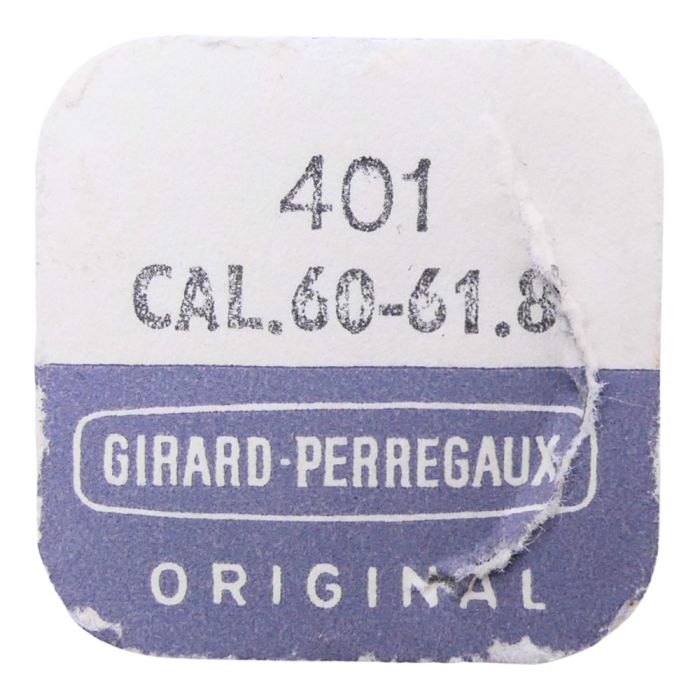 401
CAL.60-61.8
GIRARD-PERREGAUX
ORIGINAL